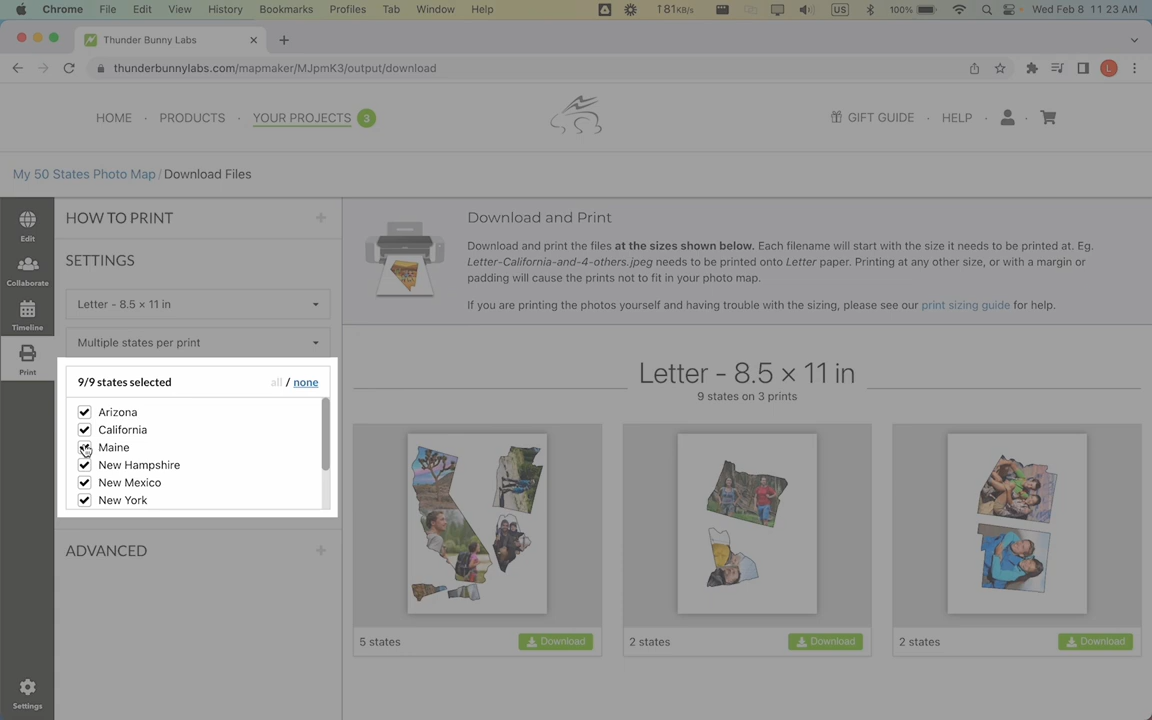 Chrome File Edit View History Bookmarks Profiles Tab Window Help 181 KB/s US 100% Wed Feb 8 11:23 AM
Thunder Bunny Labs
thunderbunnylabs.com/mapmaker/MJpmK3/output/download L
HOME · PRODUCTS · YOUR PROJECTS 3 GIFT GUIDE · HELP · ·
My 50 States Photo Map / Download Files
Edit
Collaborate
Timeline
Print
Settings
HOW TO PRINT +
SETTINGS
Letter - 8.5 × 11 in
Multiple states per print
9/9 states selected all / none
Arizona
California
Maine
New Hampshire
New Mexico
New York
ADVANCED +
Download and Print
Download and print the files at the sizes shown below. Each filename will start with the size it needs to be printed at. Eg.
Letter-California-and-4-others.jpeg needs to be printed onto Letter paper. Printing at any other size, or with a margin or
padding will cause the prints not to fit in your photo map.
If you are printing the photos yourself and having trouble with the sizing, please see our print sizing guide for help.
Letter - 8.5 × 11 in
9 states on 3 prints
5 states Download
2 states Download
2 states Download